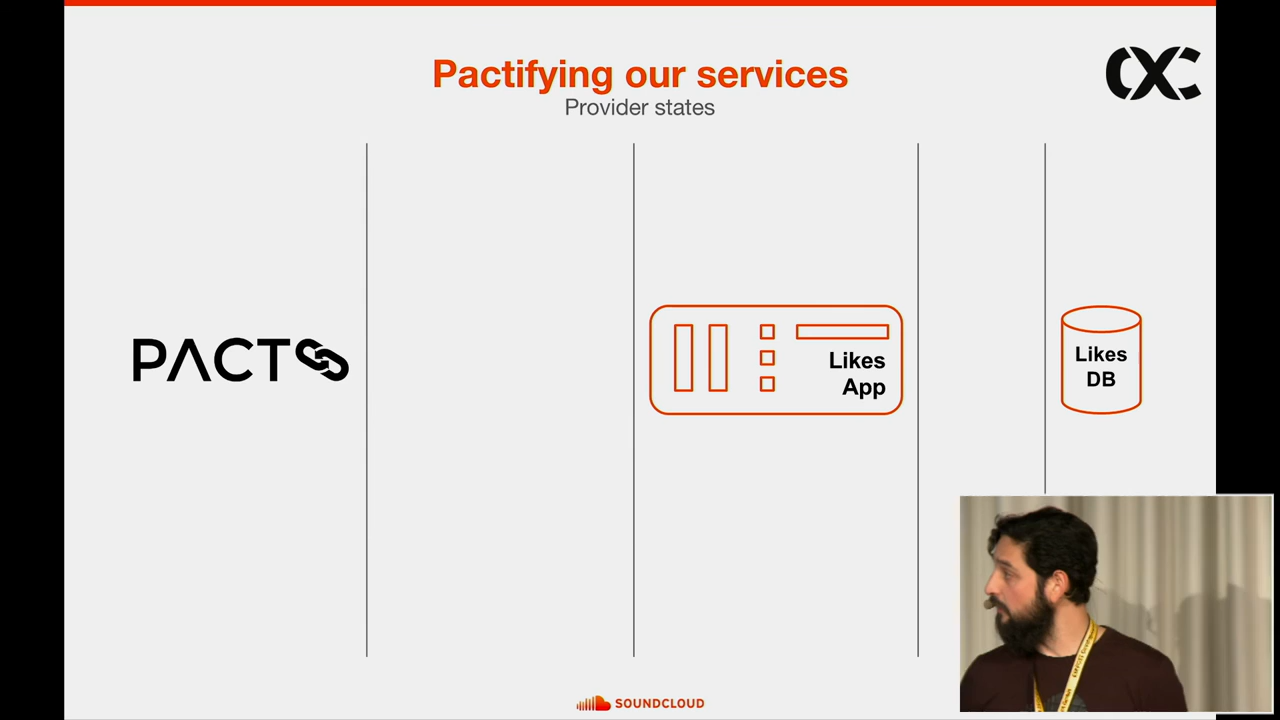 Pactifying our services
Provider states
PACT
Likes
App
Likes
DB
SOUNDCLOUD